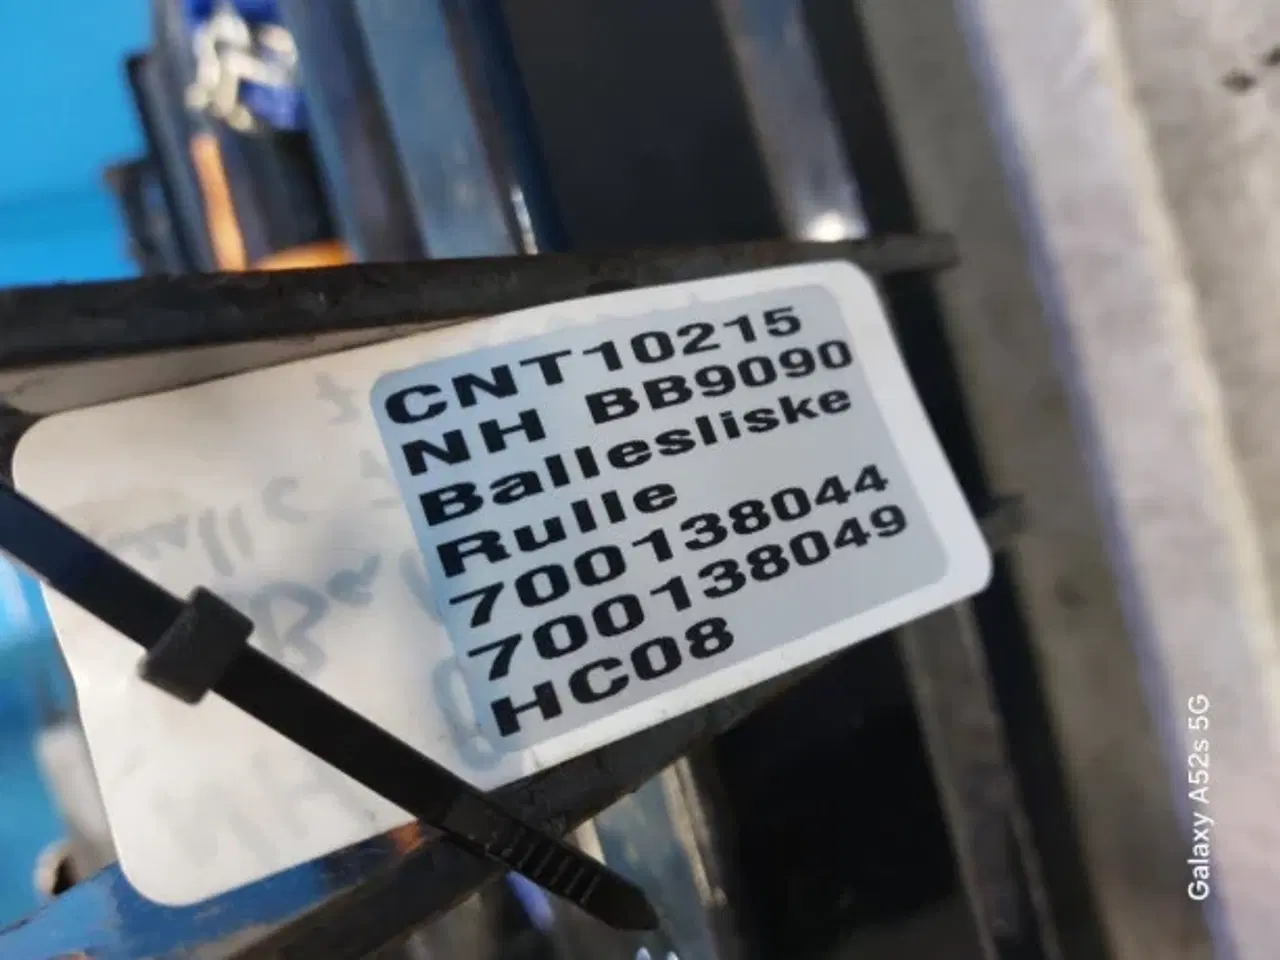 CNT10215
NH BB9090
Ballesliske
Rulle
700138044
700138049
HC08
Galaxy A52s 5G